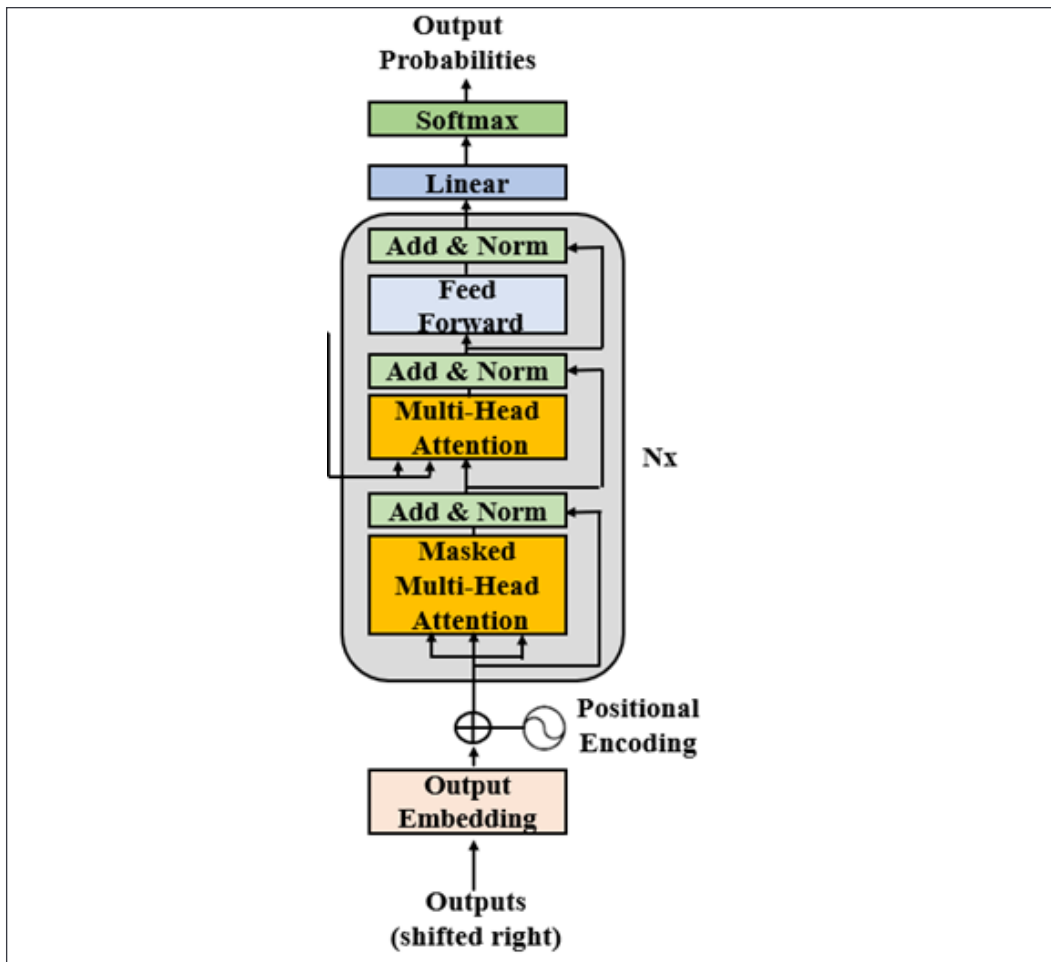 Output
Probabilities
Softmax
Linear
Add & Norm
Feed
Forward
Add & Norm
Multi-Head
Attention
Nx
Add & Norm
Masked
Multi-Head
Attention
Positional
Encoding
Output
Embedding
Outputs
(shifted right)